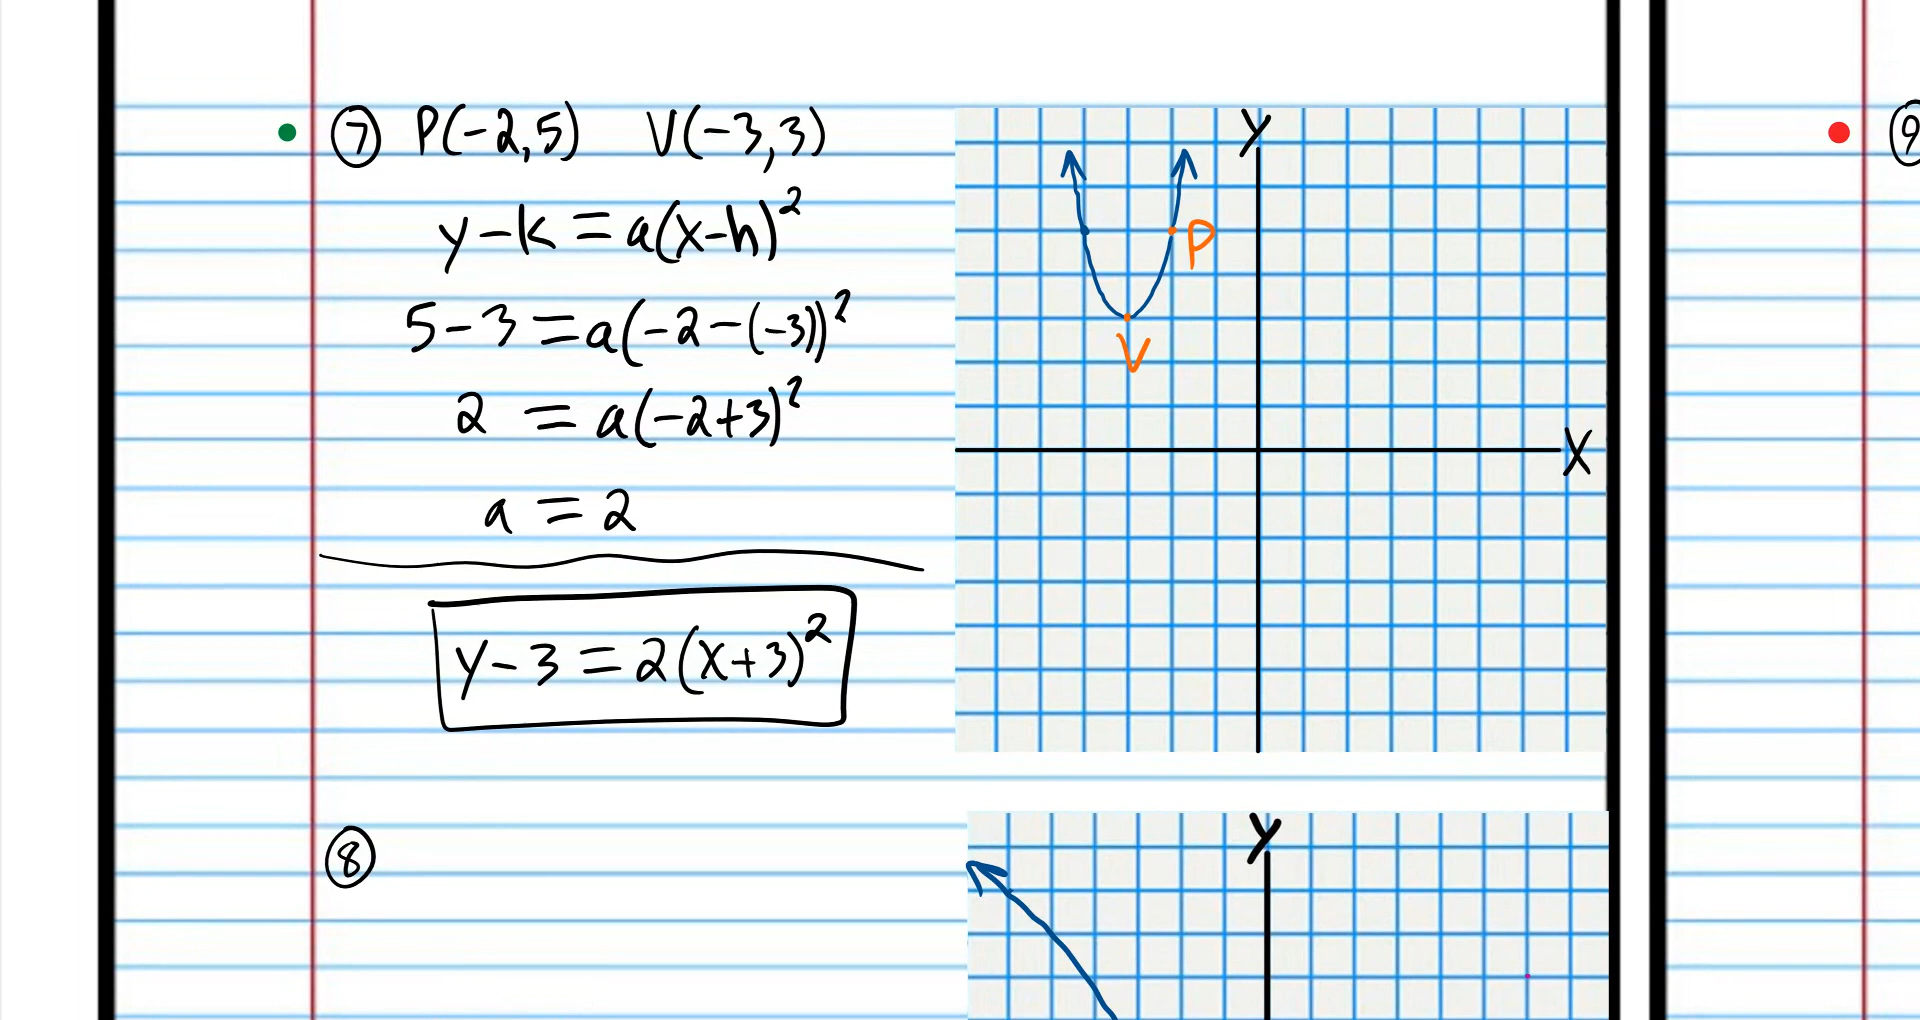 ⑦ P(-2,5) V(-3,3)
y-k = a(x-h)²
5-3 = a(-2-(-3))²
2 = a(-2+3)²
a = 2
y-3 = 2(x+3)²
Y
P
V
X
⑧
Y
⑨